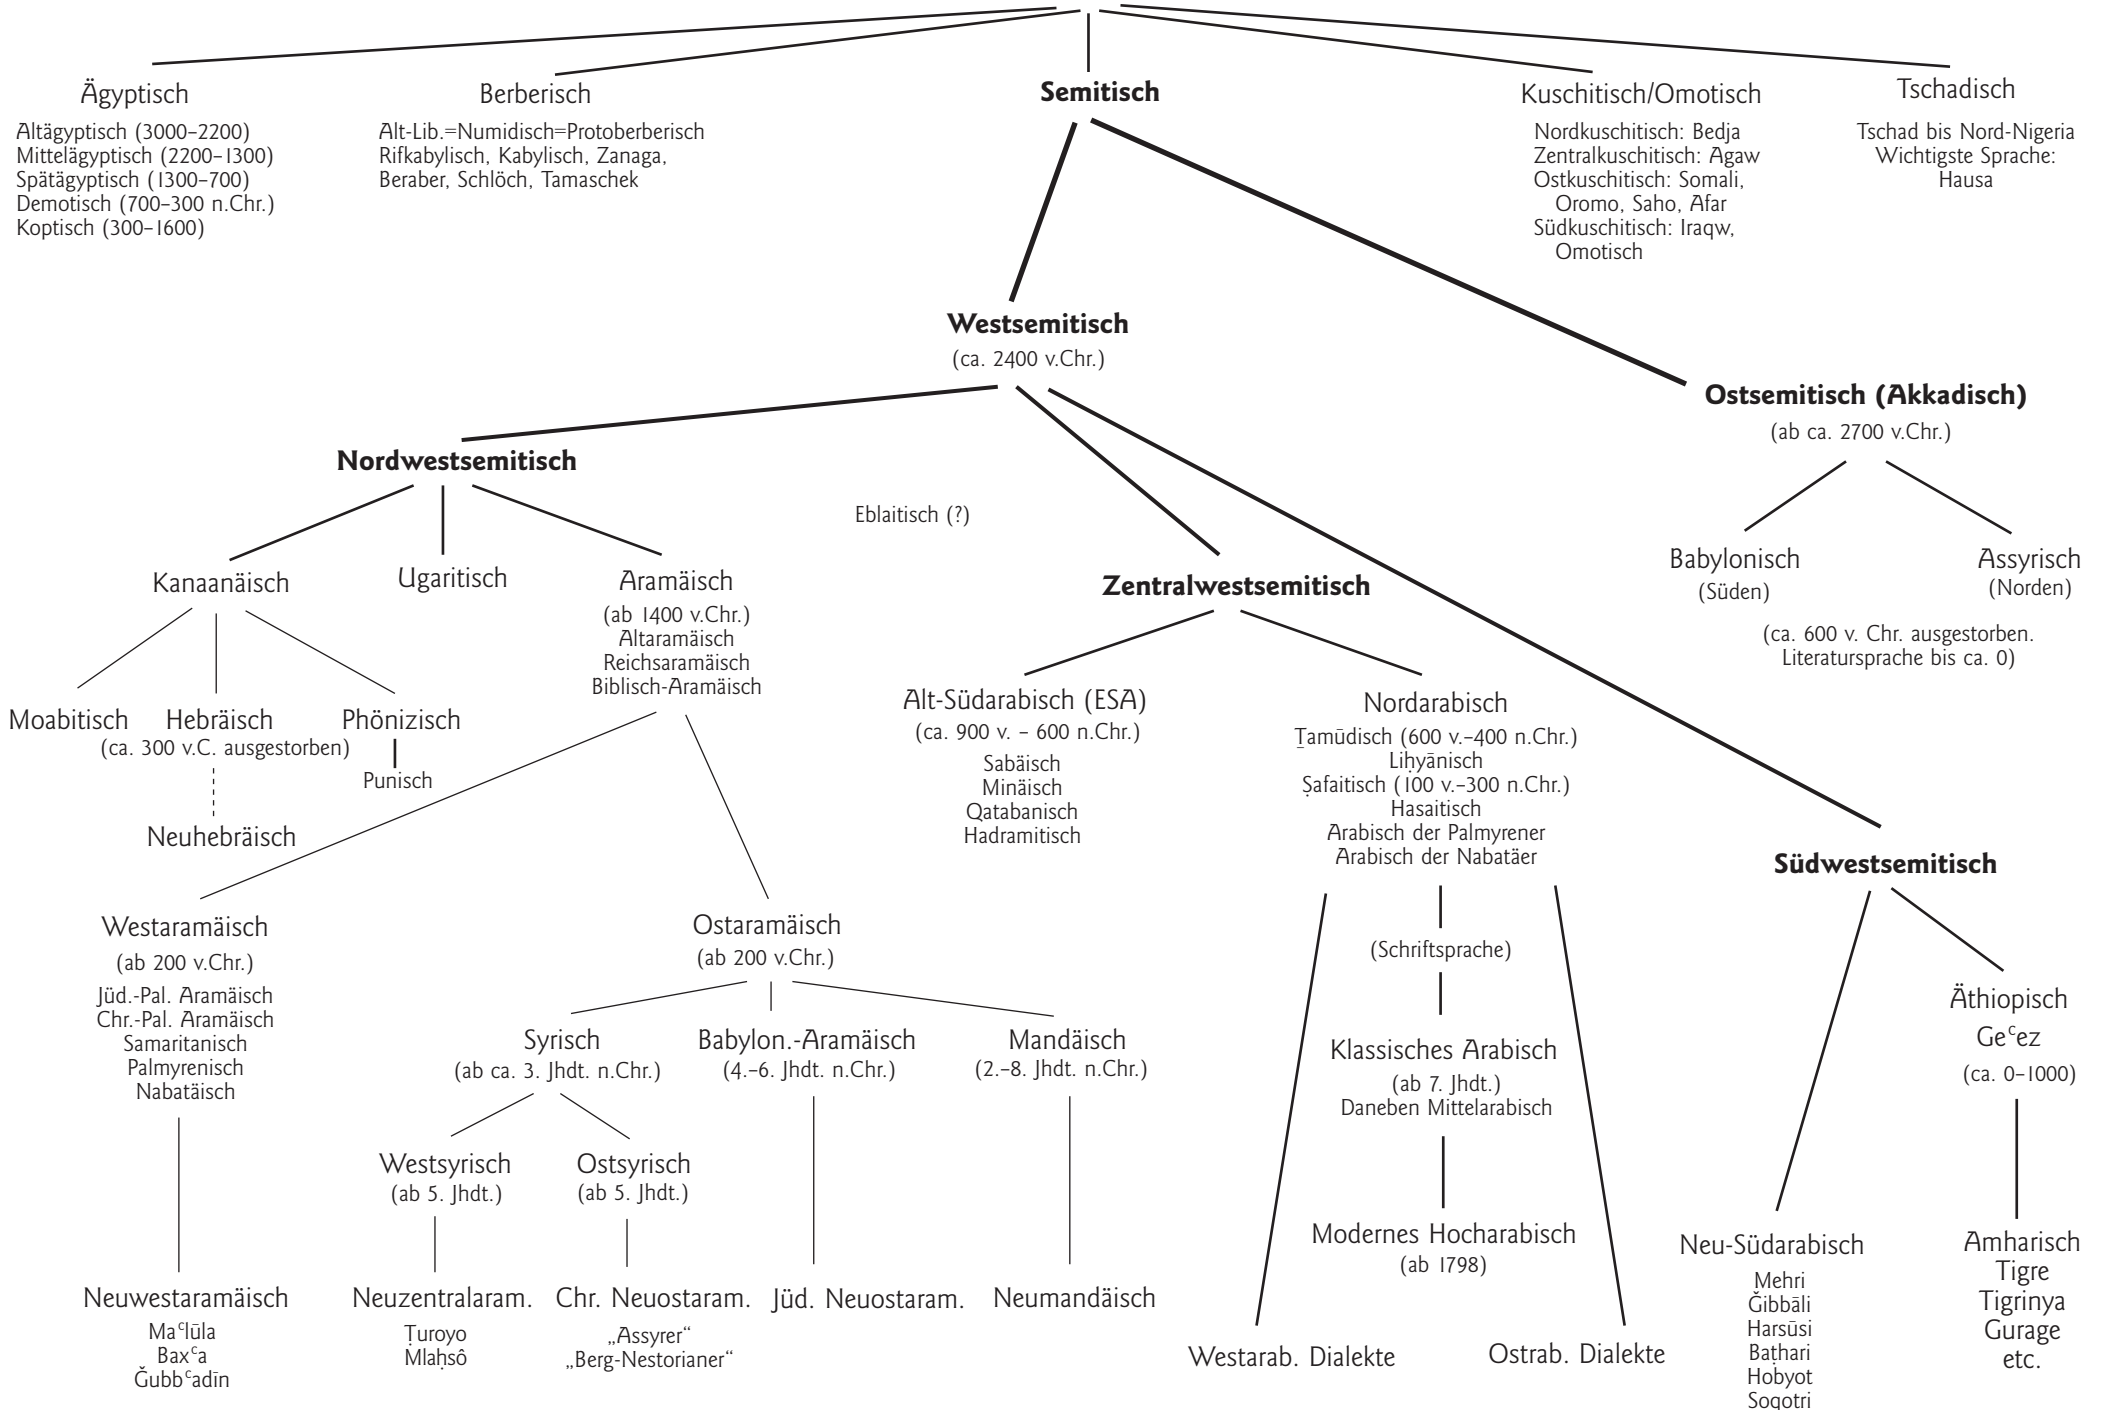 Ägyptisch
Altägyptisch (3000–2200)
Mittelägyptisch (2200–1300)
Spätägyptisch (1300–700)
Demotisch (700–300 n.Chr.)
Koptisch (300–1600)
Berberisch
Alt-Lib.=Numidisch=Protoberberisch
Rifkabylisch, Kabylisch, Zanaga,
Beraber, Schlöch, Tamaschek
Semitisch
Kuschitisch/Omotisch
Nordkuschitisch: Bedja
Zentralkuschitisch: Agaw
Ostkuschitisch: Somali,
Oromo, Saho, Afar
Südkuschitisch: Iraqw,
Omotisch
Tschadisch
Tschad bis Nord-Nigeria
Wichtigste Sprache:
Hausa
Westsemitisch
(ca. 2400 v.Chr.)
Ostsemitisch (Akkadisch)
(ab ca. 2700 v.Chr.)
Babylonisch
(Süden)
Assyrisch
(Norden)
(ca. 600 v. Chr. ausgestorben.
Literatursprache bis ca. 0)
Nordwestsemitisch
Eblaitisch (?)
Kanaanäisch
Ugaritisch
Aramäisch
(ab 1400 v.Chr.)
Altaramäisch
Reichsaramäisch
Biblisch-Aramäisch
Moabitisch
Hebräisch
(ca. 300 v.C. ausgestorben)
Phönizisch
Punisch
Neuhebräisch
Zentralwestsemitisch
Alt-Südarabisch (ESA)
(ca. 900 v. – 600 n.Chr.)
Sabäisch
Minäisch
Qatabanisch
Hadramitisch
Nordarabisch
Ṯamūdisch (600 v.–400 n.Chr.)
Liḥyānisch
Ṣafaitisch (100 v.–300 n.Chr.)
Hasaitisch
Arabisch der Palmyrener
Arabisch der Nabatäer
Südwestsemitisch
Westaramäisch
(ab 200 v.Chr.)
Jüd.-Pal. Aramäisch
Chr.-Pal. Aramäisch
Samaritanisch
Palmyrenisch
Nabatäisch
Ostaramäisch
(ab 200 v.Chr.)
Syrisch
(ab ca. 3. Jhdt. n.Chr.)
Babylon.-Aramäisch
(4.–6. Jhdt. n.Chr.)
Mandäisch
(2.–8. Jhdt. n.Chr.)
Westsyrisch
(ab 5. Jhdt.)
Ostsyrisch
(ab 5. Jhdt.)
(Schriftsprache)
Klassisches Arabisch
(ab 7. Jhdt.)
Daneben Mittelarabisch
Modernes Hocharabisch
(ab 1798)
Äthiopisch
Geᶜez
(ca. 0–1000)
Neuwestaramäisch
Maᶜlūla
Baxᶜa
Ǧubbᶜadīn
Neuzentralaram.
Ṭuroyo
Mlaḥsô
Chr. Neuostaram.
„Assyrer“
„Berg-Nestorianer“
Jüd. Neuostaram.
Neumandäisch
Westarab. Dialekte
Ostrab. Dialekte
Neu-Südarabisch
Mehri
Ǧibbāli
Harsūsi
Baṭhari
Hobyot
Soqotri
Amharisch
Tigre
Tigrinya
Gurage
etc.